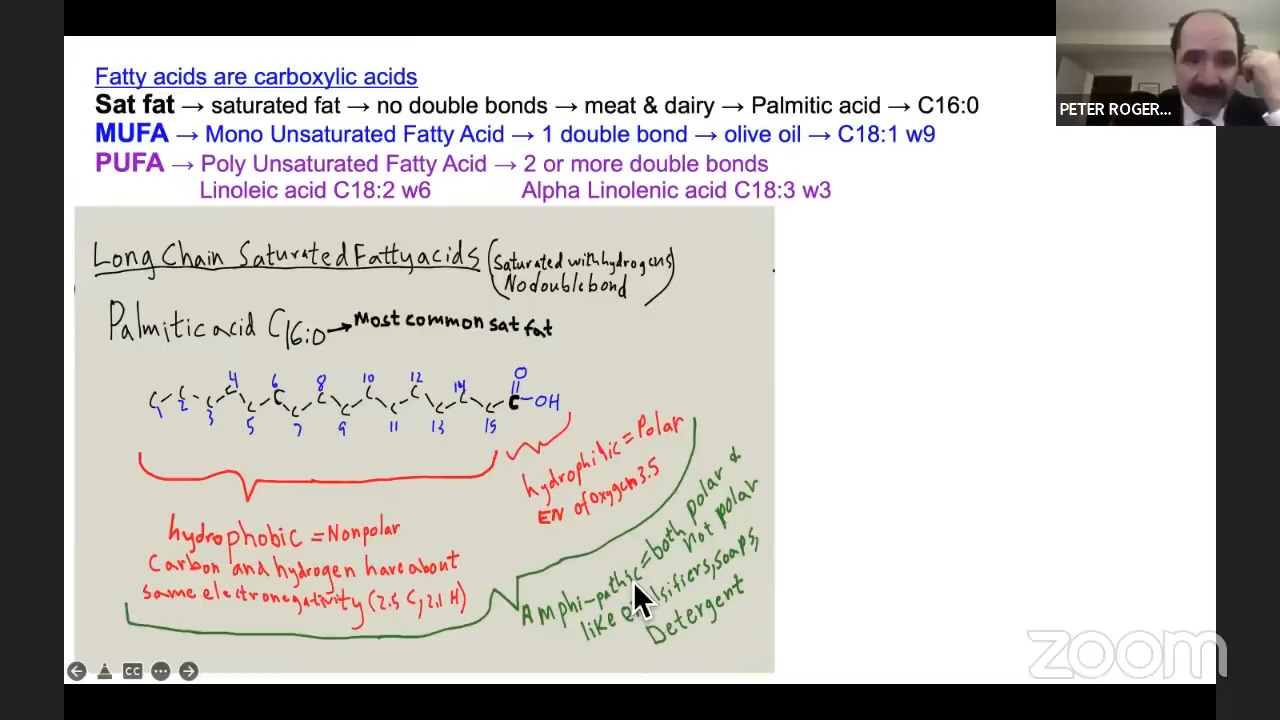 Fatty acids are carboxylic acids
Sat fat → saturated fat → no double bonds → meat & dairy → Palmitic acid → C16:0
MUFA → Mono Unsaturated Fatty Acid → 1 double bond → olive oil → C18:1 w9
PUFA → Poly Unsaturated Fatty Acid → 2 or more double bonds
Linoleic acid C18:2 w6 Alpha Linolenic acid C18:3 w3
PETER ROGER...
Long Chain Saturated Fatty acids (Saturated with hydrogens
No double bond)
Palmitic acid C16:0 → Most common sat fat
4 6 8 10 12 14 O
C C C C C C C C C C C C C C C C -OH
1 2 3 5 7 9 11 13 15
hydrophilic = Polar
EN of oxygen 3.5
hydrophobic = Nonpolar
Carbon and hydrogen have about
same electronegativity (2.5 C, 2.1 H)
Amphi-pathic = both polar &
not polar
like emulsifiers, soaps,
Detergent
CC
zoom